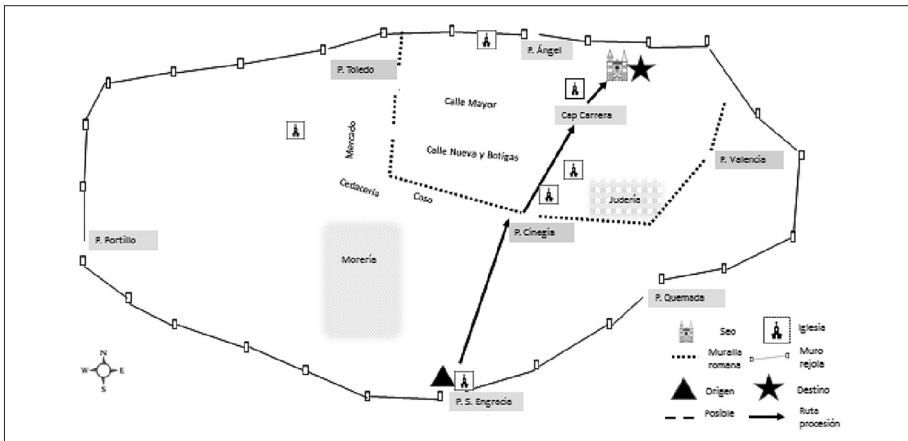 P. Ángel
P. Toledo
Calle Mayor
Cap Carrera
Mercado
Calle Nueva y Botigas
P. Valencia
Cedacería
Coso
Judería
P. Cinegia
P. Portillo
Morería
P. Quemada
Seo
Iglesia
Muralla
romana
Muro
rejola
N
W
E
S
Origen
Destino
P. S. Engracia
Posible
Ruta
procesión